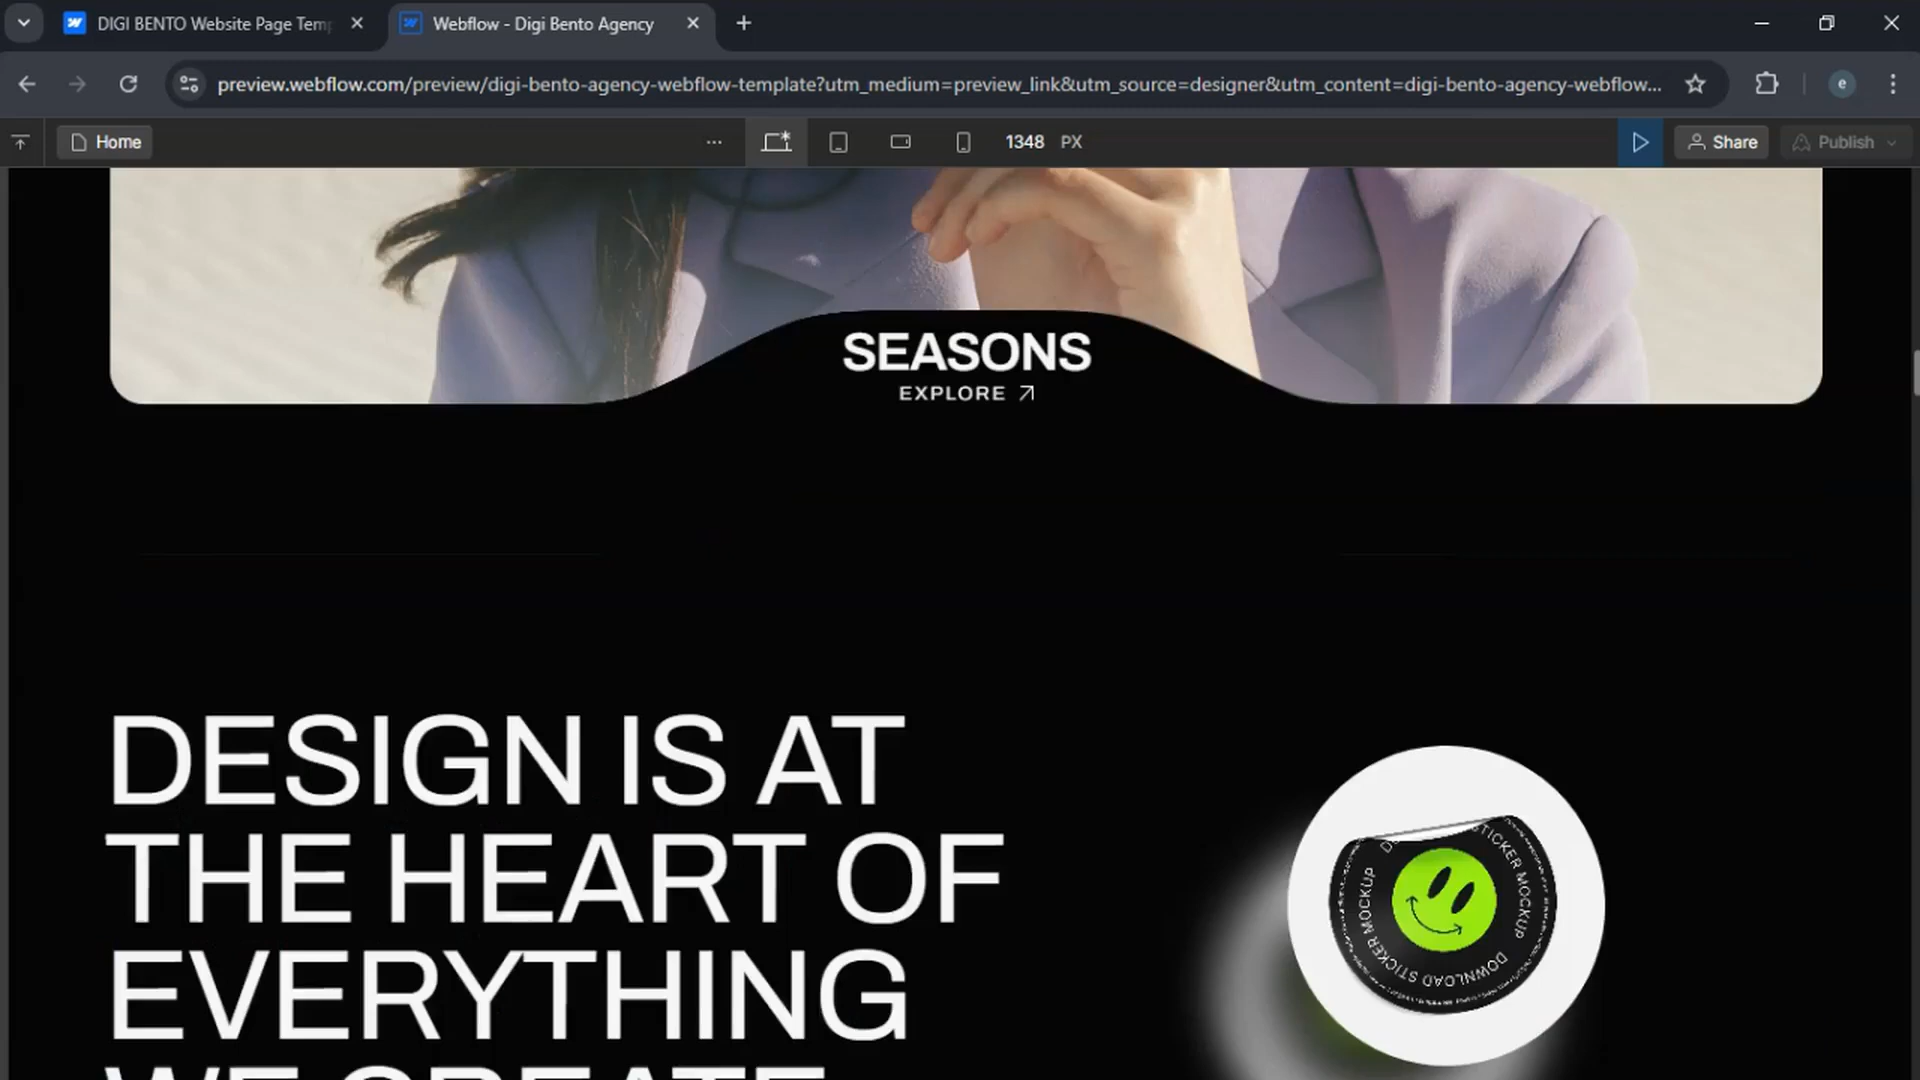 DIGI BENTO Website Page Tem
Webflow - Digi Bento Agency
preview.webflow.com/preview/digi-bento-agency-webflow-template?utm_medium=preview_link&utm_source=designer&utm_content=digi-bento-agency-webflow...
e
Home
...
1348 PX
Share
Publish
SEASONS
EXPLORE
DESIGN IS AT
THE HEART OF
EVERYTHING
WE CREATE
STICKER MOCKUP
DOWNLOAD STICKER MOCKUP